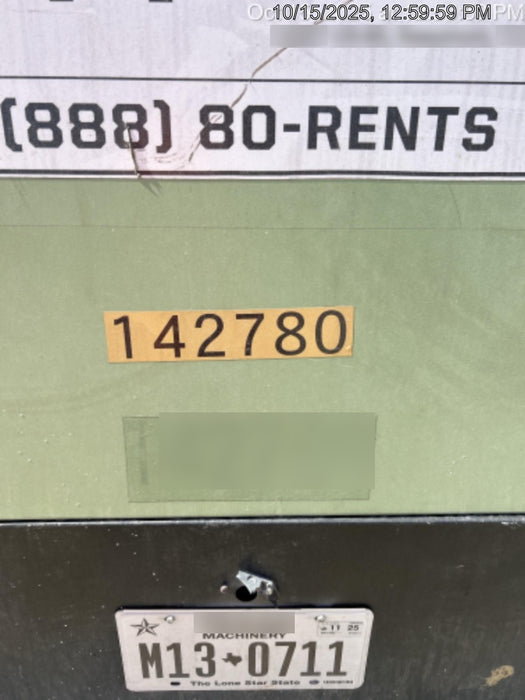 10/15/2025, 12:59:59 PM
(888) 80-RENTS
142780
11 25
MACHINERY
M13 0711
The Lone Star State